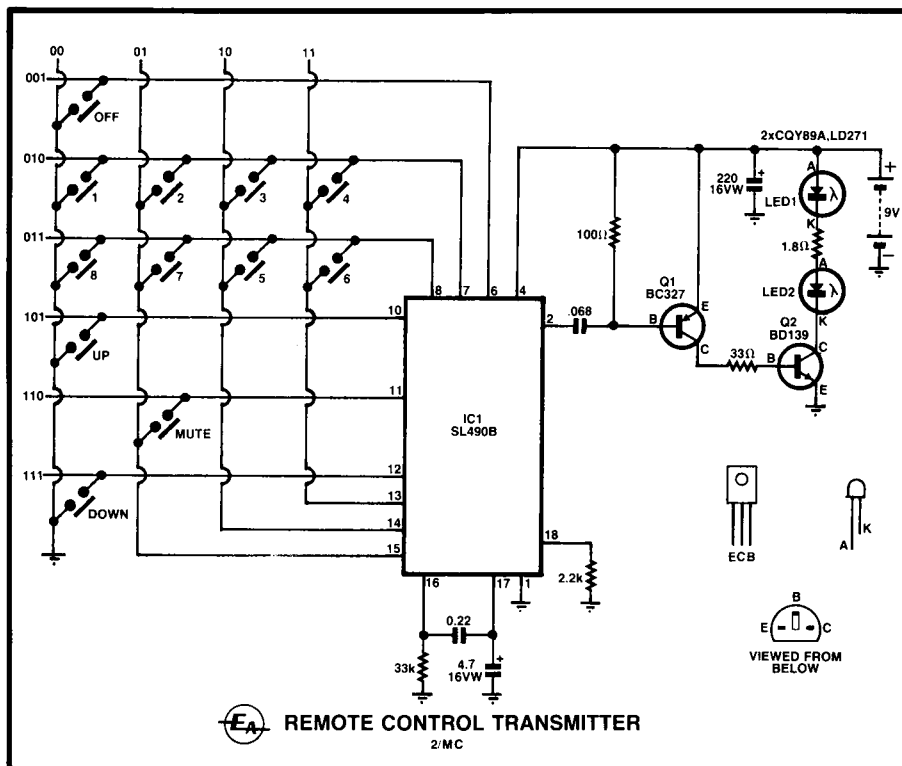 00 01 10 11
001
OFF
010
1 2 3 4
011
8 7 5 6
101
UP
110
MUTE
111
DOWN
8 7 6 4
10
11
12
13
14
15
16
17
1
18
2
IC1
SL490B
.068
100Ω
Q1
BC327
B
E
C
33Ω
220
16VW
+
2xCQY89A,LD271
A
LED1
λ
K
1.8Ω
A
LED2
λ
K
Q2
BD139
B
C
E
+
9V
−
2.2k
0.22
33k
4.7
16VW
+
ECB
A
K
B
E C
VIEWED FROM
BELOW
EA REMOTE CONTROL TRANSMITTER
2/MC